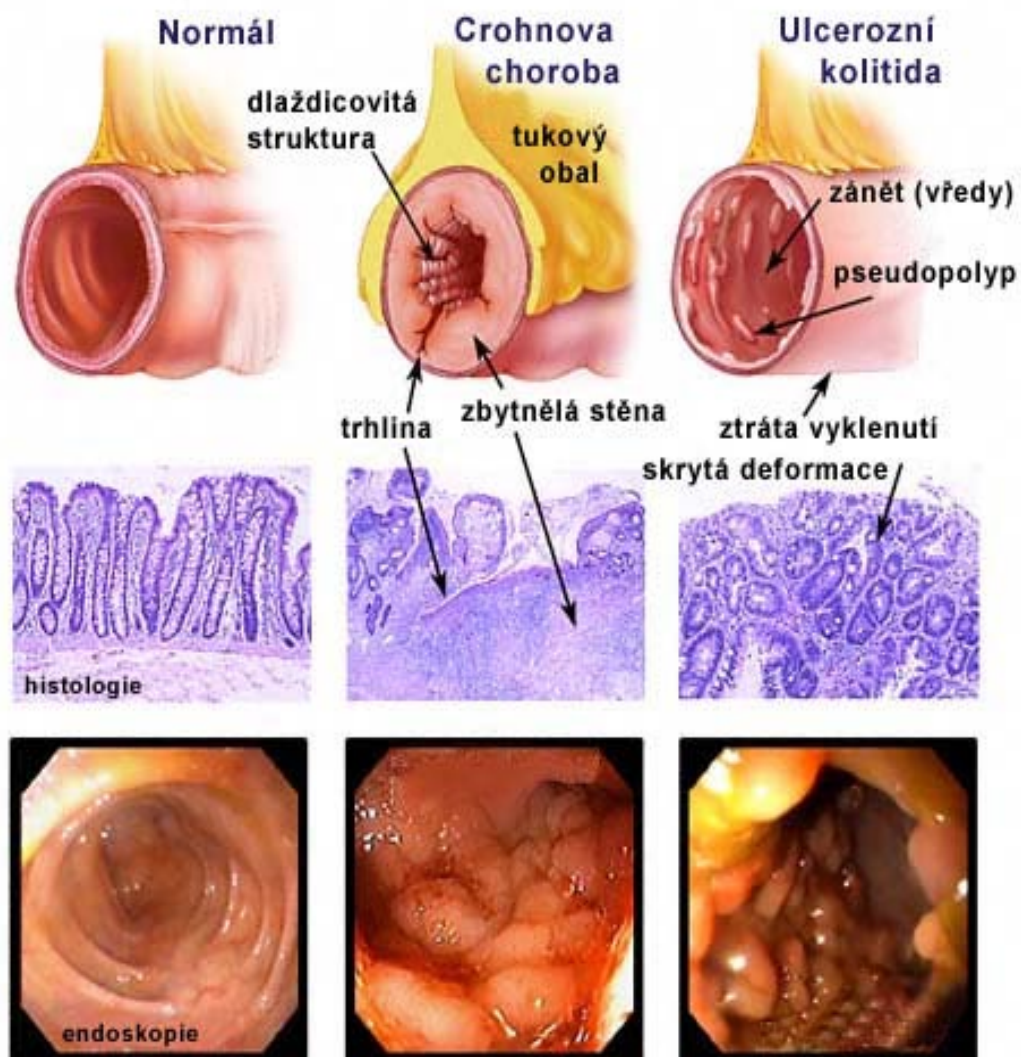 Normál
Crohnova
choroba
Ulcerozní
kolitida
dlaždicovitá
struktura
tukový
obal
zánět (vředy)
pseudopolyp
trhlina
zbytnělá stěna
ztráta vyklenutí
skrytá deformace
histologie
endoskopie